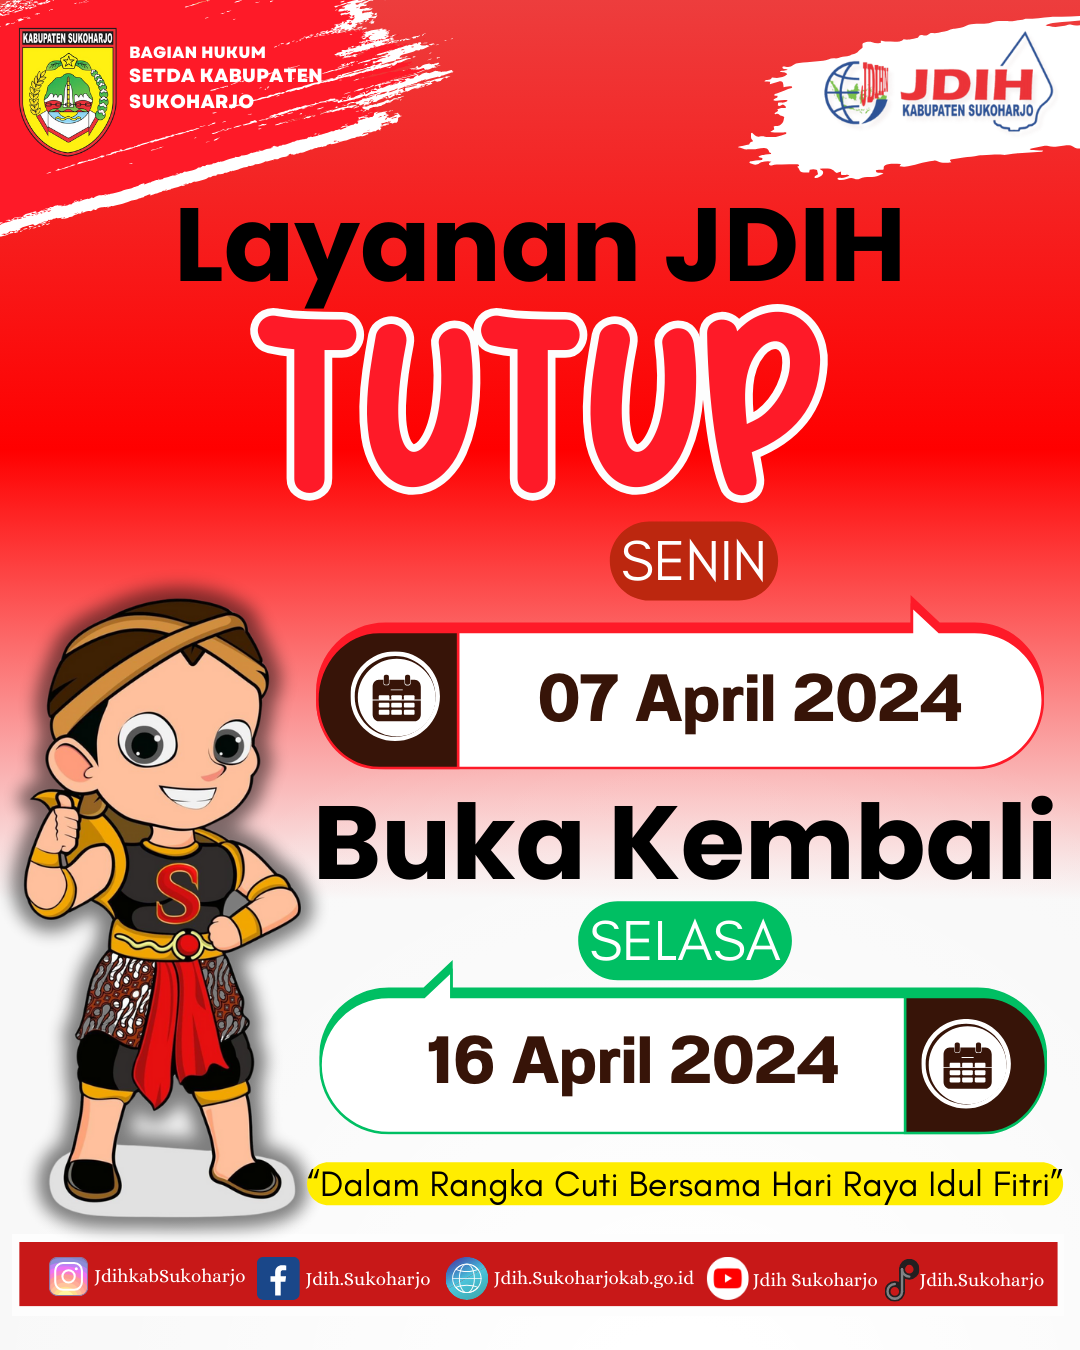 KABUPATEN SUKOHARJO
BAGIAN HUKUM
SETDA KABUPATEN
SUKOHARJO
JDIHN
JDIH
KABUPATEN SUKOHARJO
Layanan JDIH
TUTUP
SENIN
07 April 2024
Buka Kembali
SELASA
16 April 2024
S
“Dalam Rangka Cuti Bersama Hari Raya Idul Fitri”
JdihkabSukoharjo
Jdih.Sukoharjo
Jdih.Sukoharjokab.go.id
Jdih Sukoharjo
Jdih.Sukoharjo